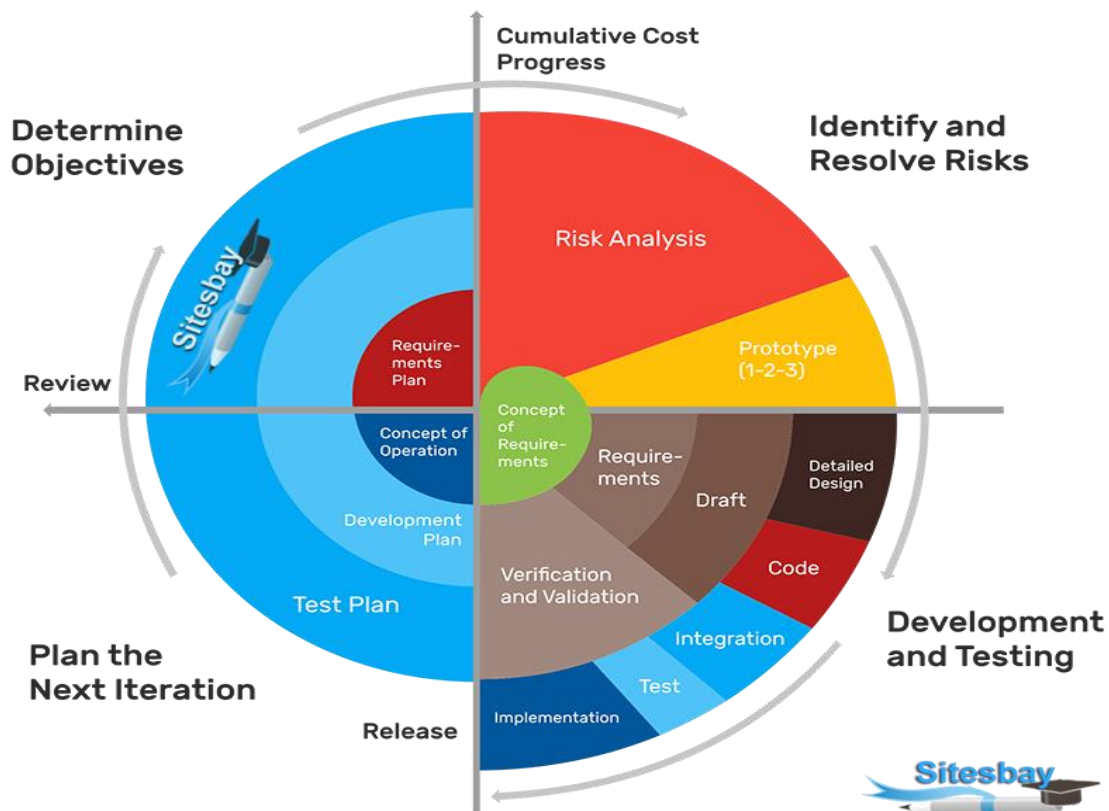 Cumulative Cost
Progress
Determine
Objectives
Identify and
Resolve Risks
Sitesbay
Risk Analysis
Require-
ments
Plan
Prototype
(1-2-3)
Review
Concept of
Operation
Concept
of
Require-
ments
Require-
ments
Draft
Detailed
Design
Development
Plan
Code
Verification
and Validation
Test Plan
Integration
Development
and Testing
Plan the
Next Iteration
Test
Release
Implementation
Sitesbay